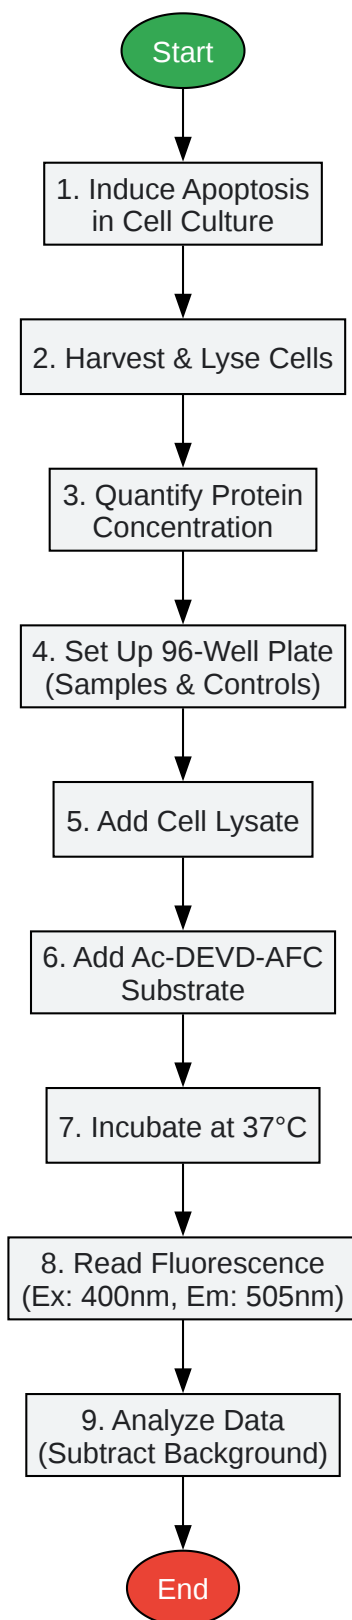 Start
1. Induce Apoptosis
in Cell Culture
2. Harvest & Lyse Cells
3. Quantify Protein
Concentration
4. Set Up 96-Well Plate
(Samples & Controls)
5. Add Cell Lysate
6. Add Ac-DEVD-AFC
Substrate
7. Incubate at 37°C
8. Read Fluorescence
(Ex: 400nm, Em: 505nm)
9. Analyze Data
(Subtract Background)
End